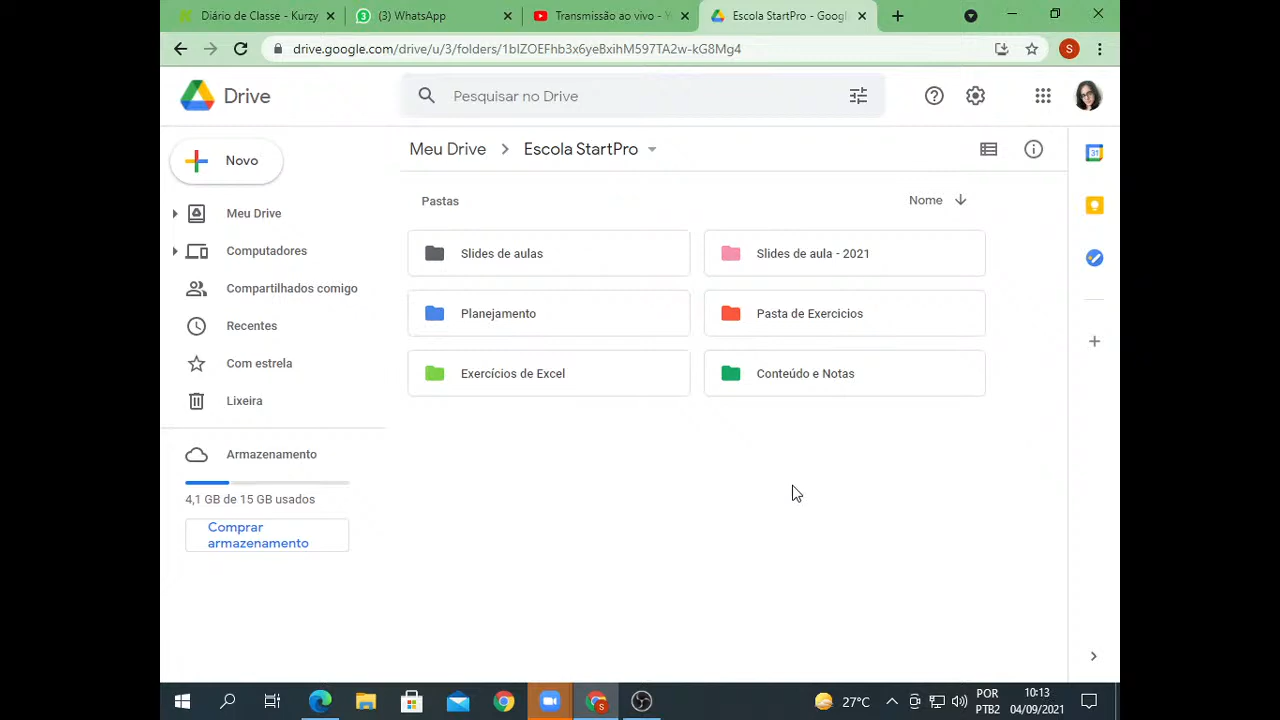 Diário de Classe - Kurzy
(3) WhatsApp
Transmissão ao vivo - Y
Escola StartPro - Googl
drive.google.com/drive/u/3/folders/1bIZOEFhb3x6yeBxihM597TA2w-kG8Mg4
S
Drive
Pesquisar no Drive
Novo
Meu Drive
Escola StartPro
31
Pastas
Nome
Meu Drive
Computadores
Compartilhados comigo
Recentes
Com estrela
Lixeira
Slides de aulas
Slides de aula - 2021
Planejamento
Pasta de Exercicios
Exercícios de Excel
Conteúdo e Notas
Armazenamento
4,1 GB de 15 GB usados
Comprar
armazenamento
27°C
POR
PTB2
10:13
04/09/2021